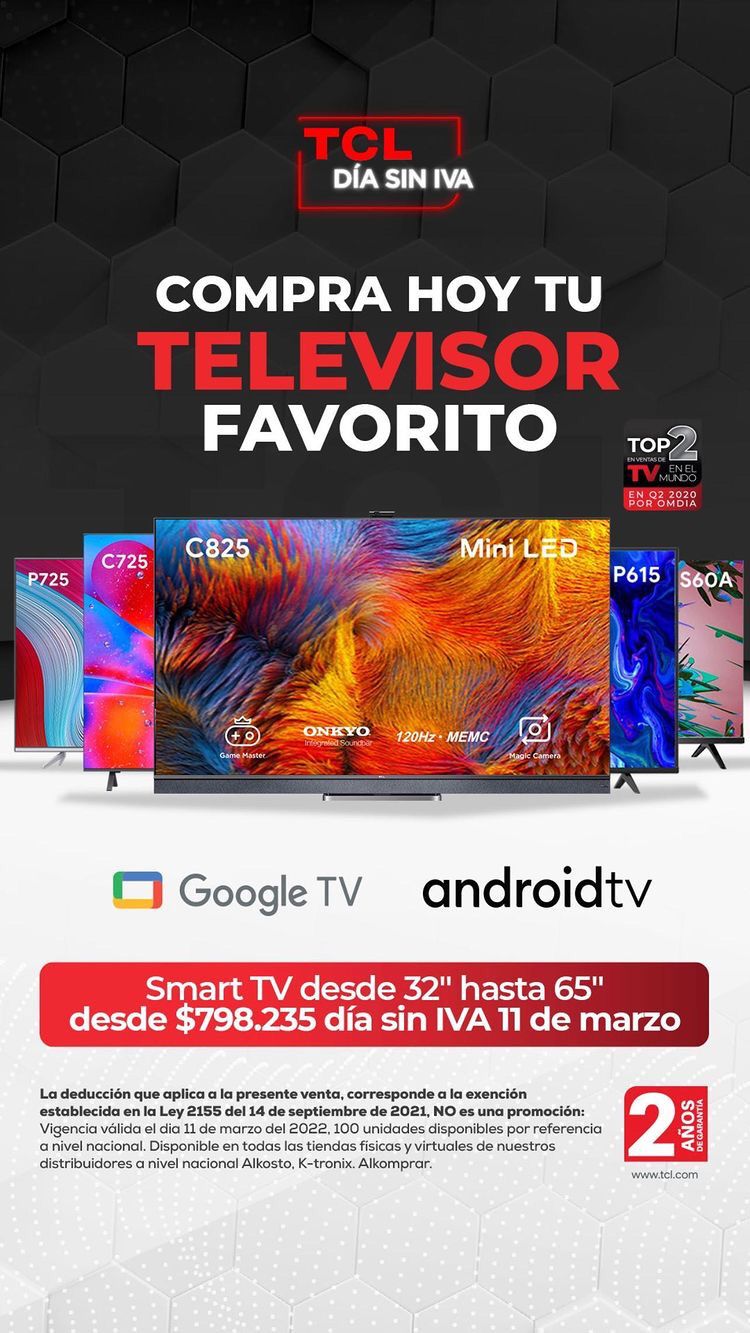 TCL
DÍA SIN IVA
COMPRA HOY TU
TELEVISOR
FAVORITO
TOP 2
EN VENTAS DE
TV EN EL
MUNDO
EN Q2 2020
POR OMDIA
P725
C725
C825
Mini LED
P615
S60A
Game Master
ONKYO
Integrated Soundbar
120Hz • MEMC
Magic Camera
Google TV
androidtv
Smart TV desde 32" hasta 65"
desde $798.235 día sin IVA 11 de marzo
La deducción que aplica a la presente venta, corresponde a la exención
establecida en la Ley 2155 del 14 de septiembre de 2021, NO es una promoción:
Vigencia válida el dia 11 de marzo del 2022, 100 unidades disponibles por referencia
a nivel nacional. Disponible en todas las tiendas físicas y virtuales de nuestros
distribuidores a nivel nacional Alkosto, K-tronix. Alkomprar.
2 AÑOS
DE GARANTÍA
www.tcl.com